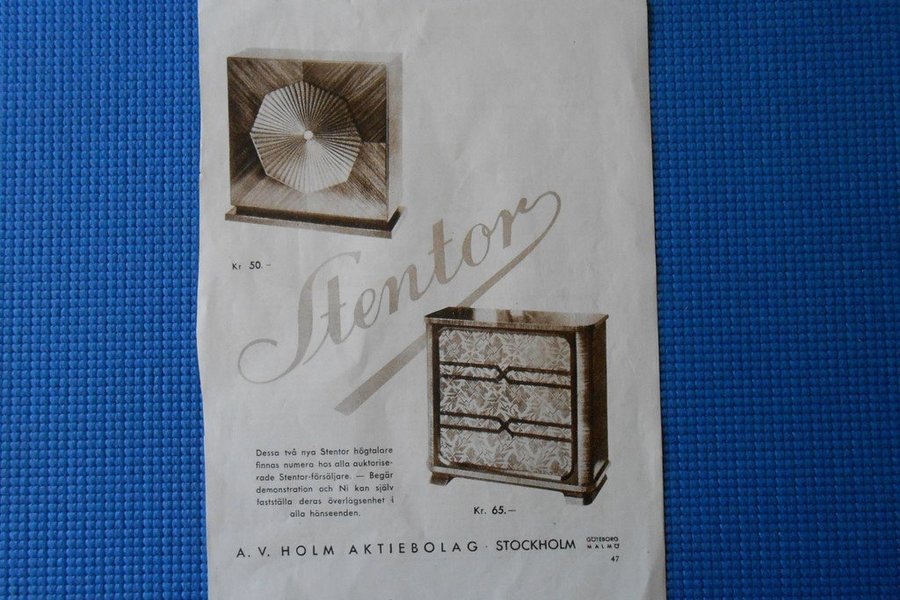 Kr 50.-
Stentor
Dessa två nya Stentor högtalare
finnas numera hos alla auktorise-
rade Stentor-försäljare. — Begär
demonstration och Ni kan själv
fastställa deras överlägsenhet i
alla hänseenden.
Kr. 65.—
A. V. HOLM AKTIEBOLAG · STOCKHOLM GÖTEBORG
MALMÖ
47